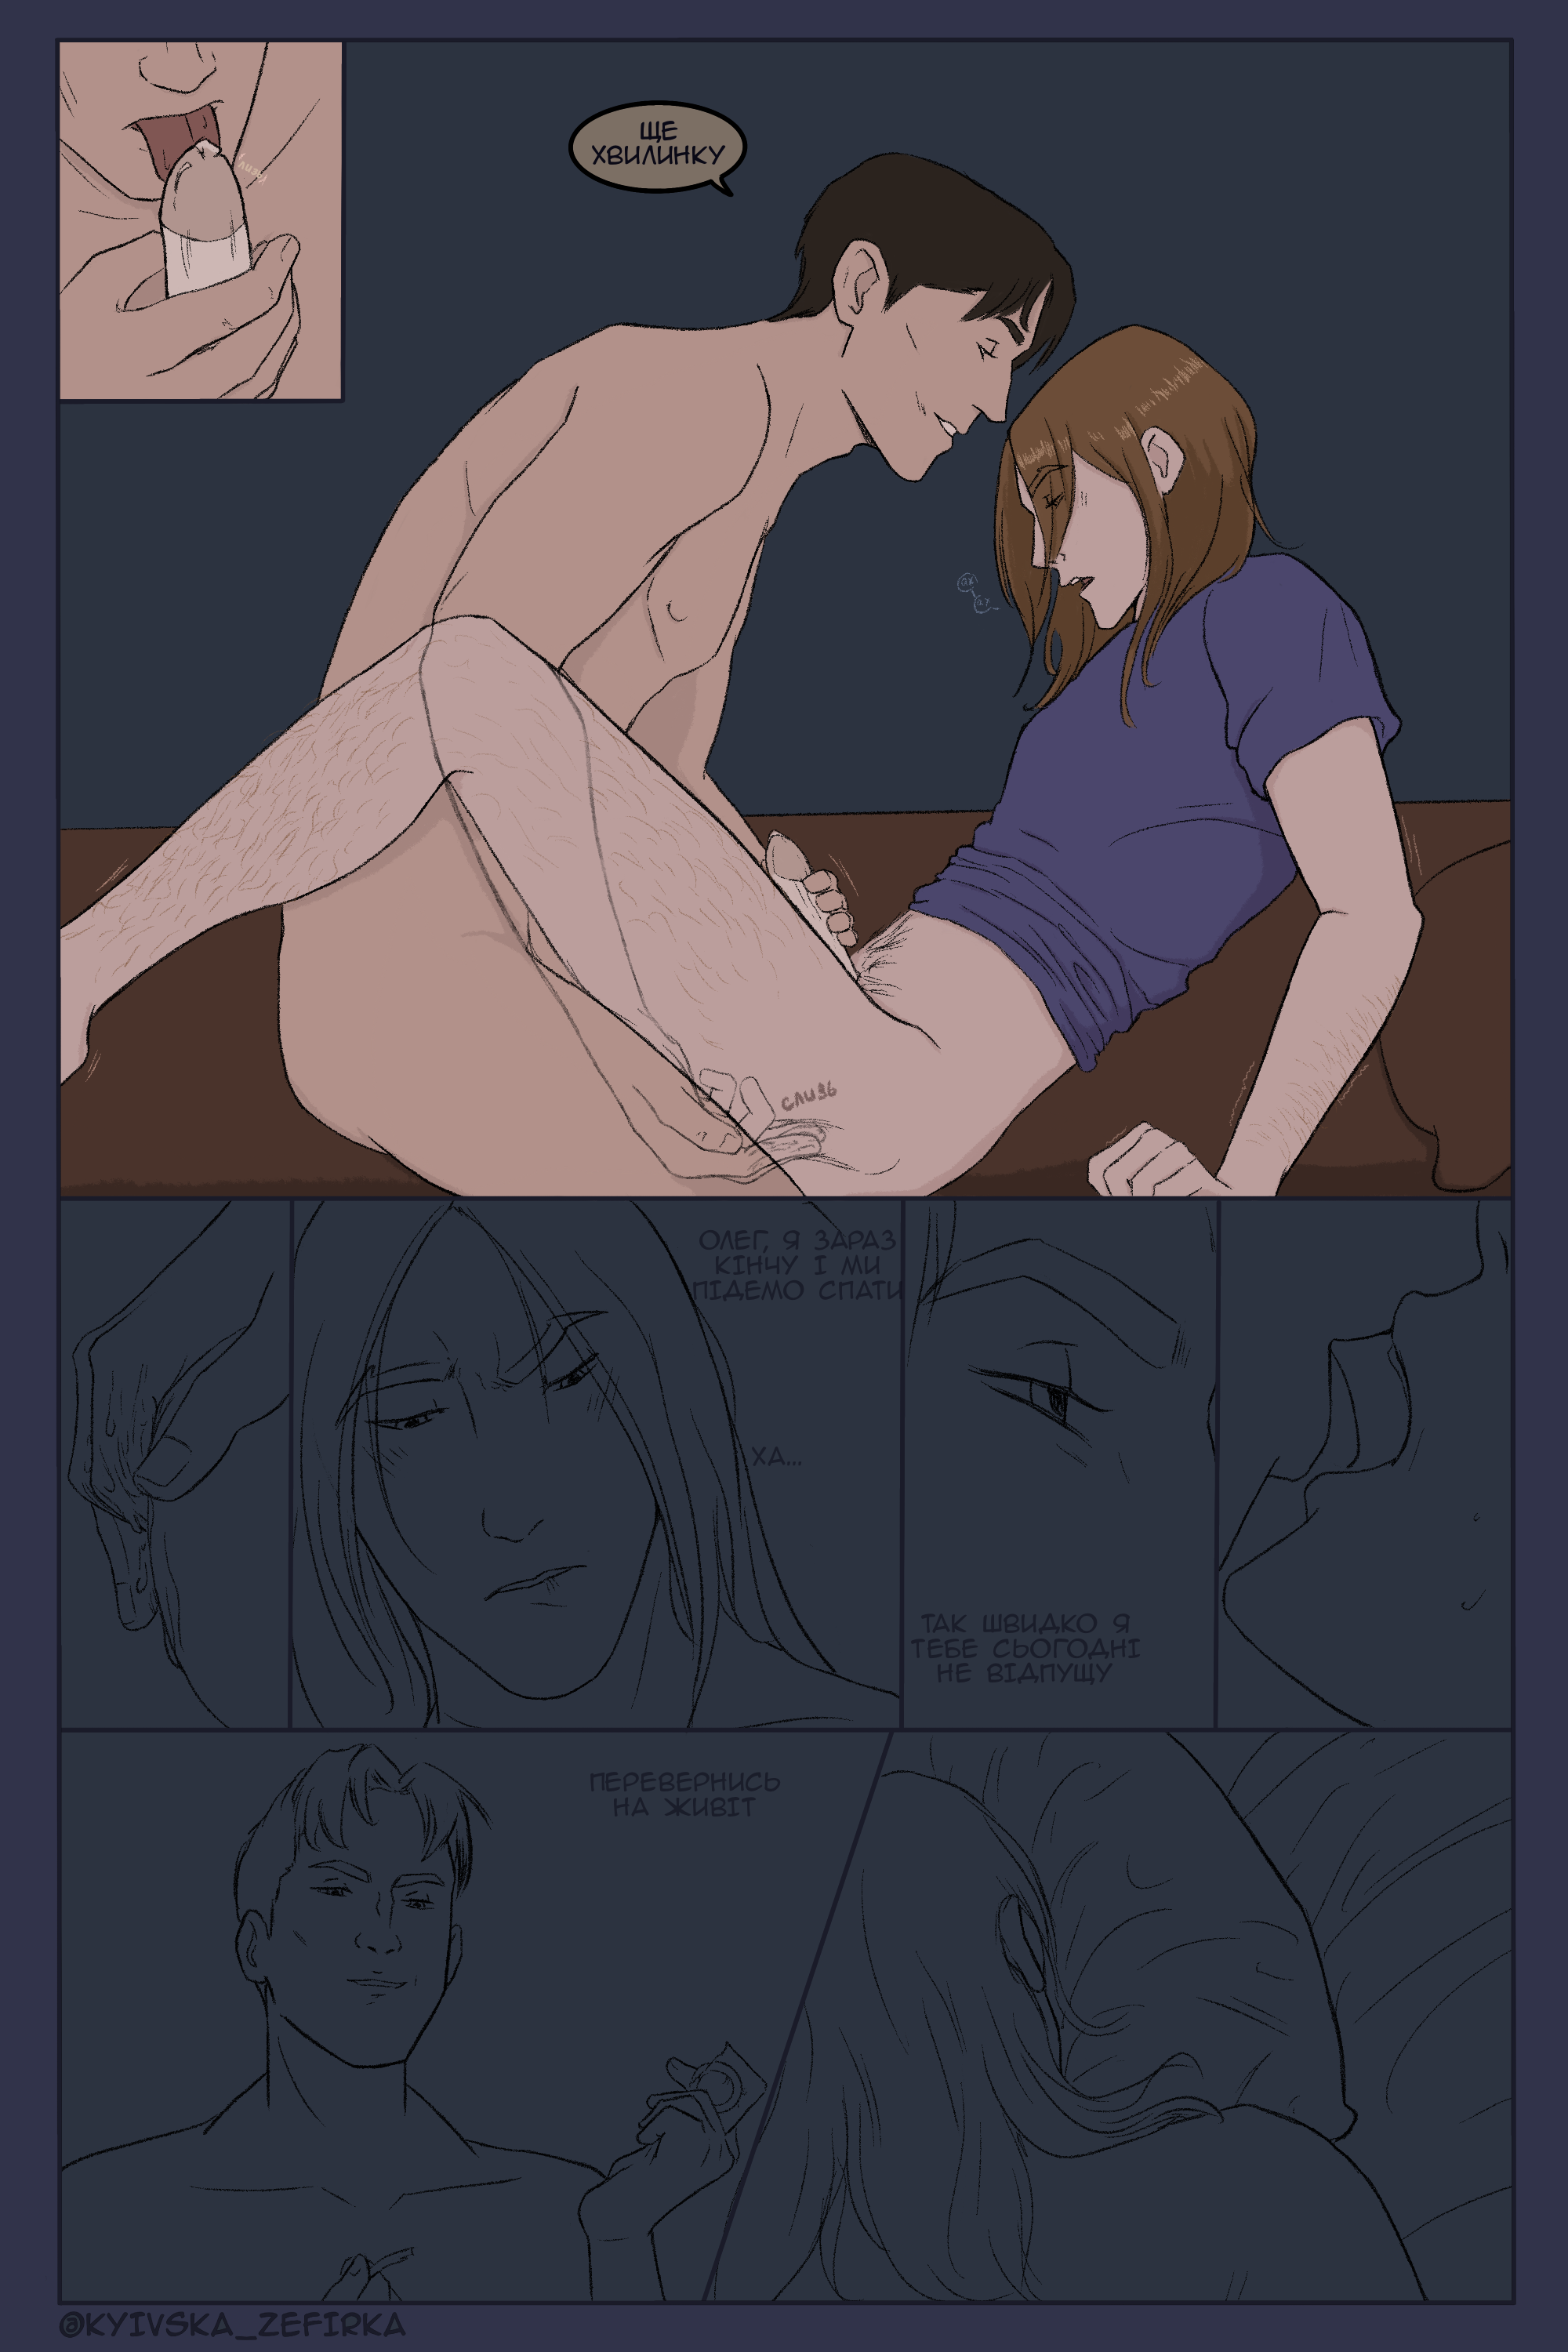 ЩЕ
ХВИЛИНКУ
СЛИЗЬ
ОЛЕГ, Я ЗАРАЗ
КІНЧУ І МИ
ПІДЕМО СПАТИ
ХА...
ТАК ШВИДКО Я
ТЕБЕ СЬОГОДНІ
НЕ ВІДПУЩУ
ПЕРЕВЕРНИСЬ
НА ЖИВІТ
@KYIVSKA_ZEFIRKA